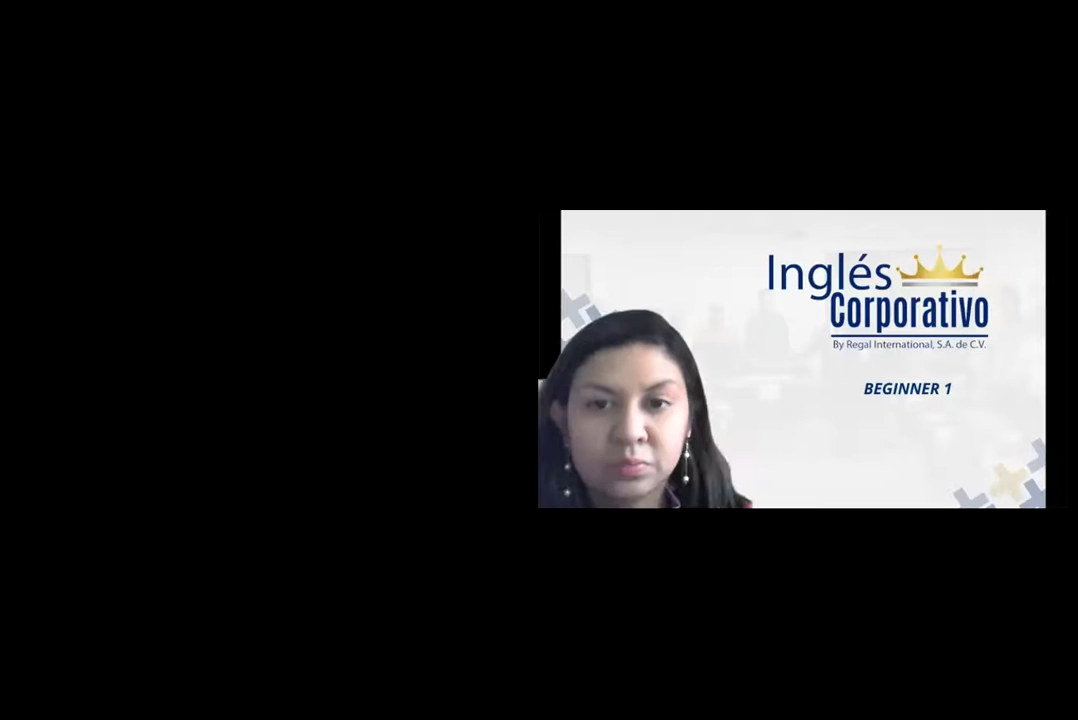 Inglés
Corporativo
By Regal International, S.A. de C.V.
BEGINNER 1